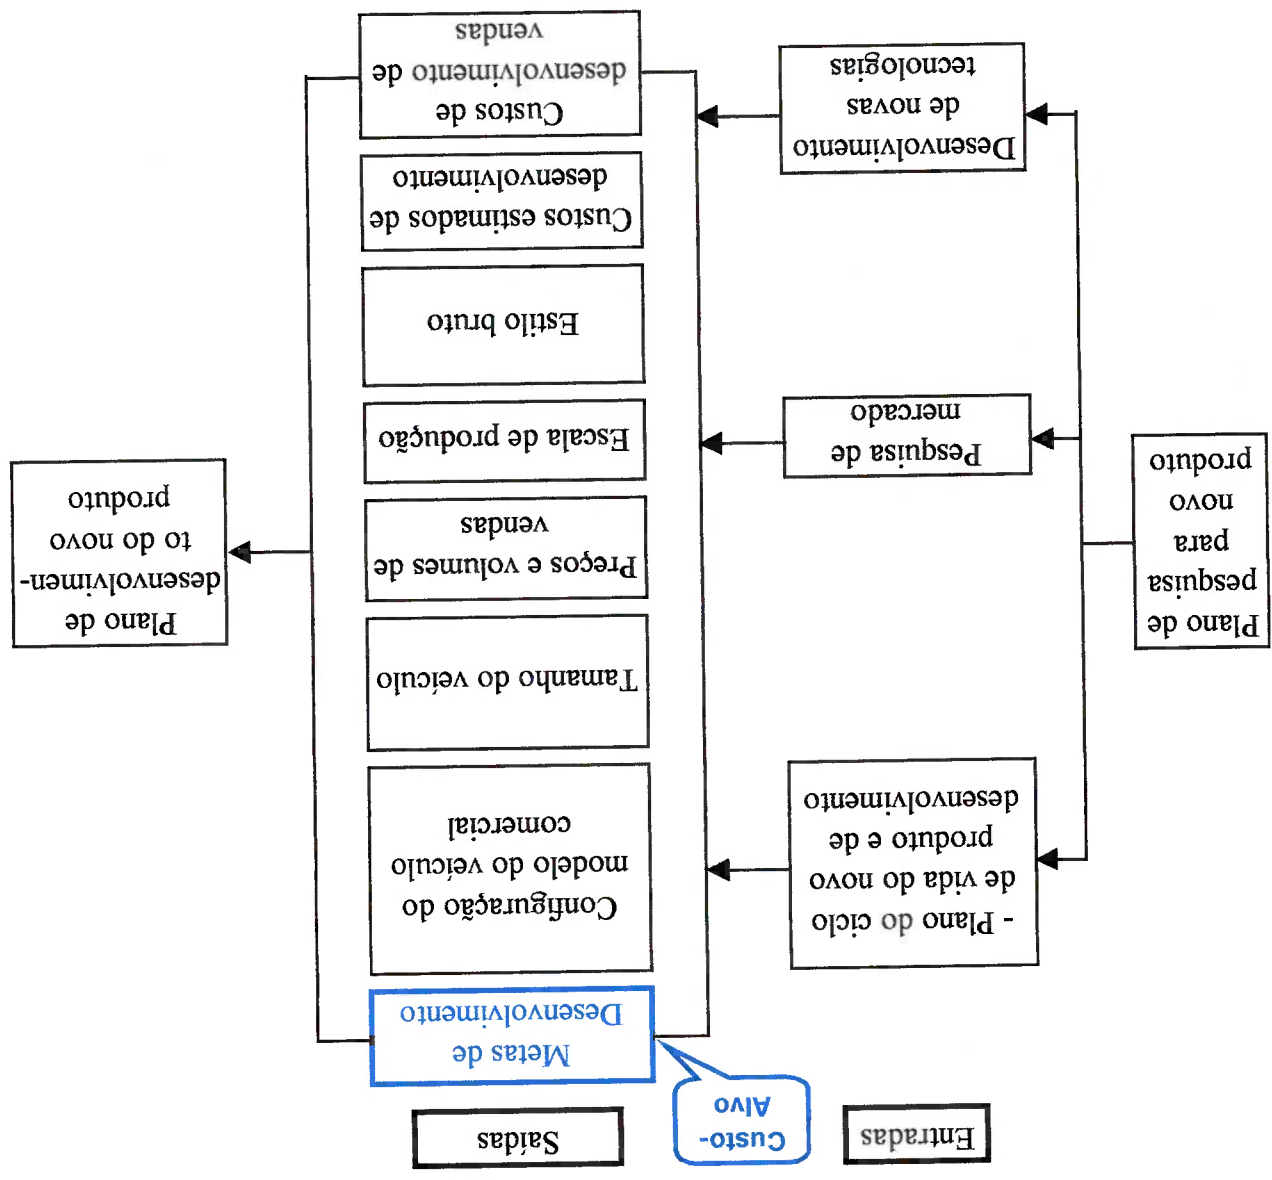 Entradas
Custo-
Alvo
Saídas
Plano de
pesquisa
para
novo
produto
- Plano do ciclo
de vida do novo
produto e de
desenvolvimento
Pesquisa de
mercado
Desenvolvimento
de novas
tecnologias
Metas de
Desenvolvimento
Configuração do
modelo do veículo
comercial
Tamanho do veículo
Preços e volumes de
vendas
Escala de produção
Estilo bruto
Custos estimados de
desenvolvimento
Custos de
desenvolvimento de
vendas
Plano de
desenvolvimen-
to do novo
produto